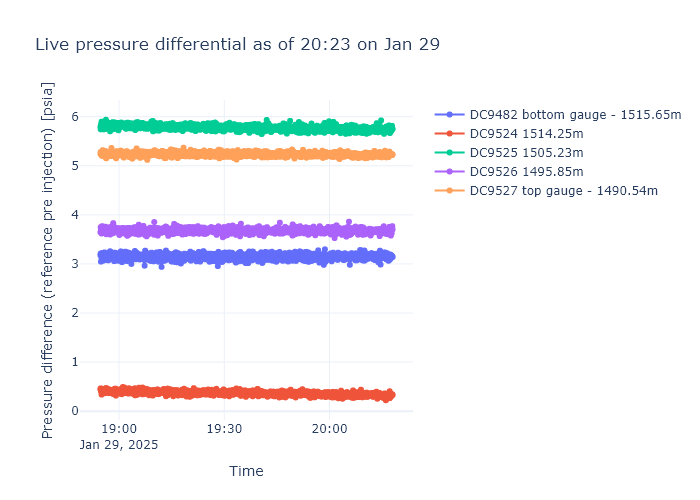 Live pressure differential as of 20:23 on Jan 29
Pressure difference (reference pre injection) [psia]
6
5
4
3
2
1
0
19:00
Jan 29, 2025
19:30
20:00
Time
DC9482 bottom gauge - 1515.65m
DC9524 1514.25m
DC9525 1505.23m
DC9526 1495.85m
DC9527 top gauge - 1490.54m